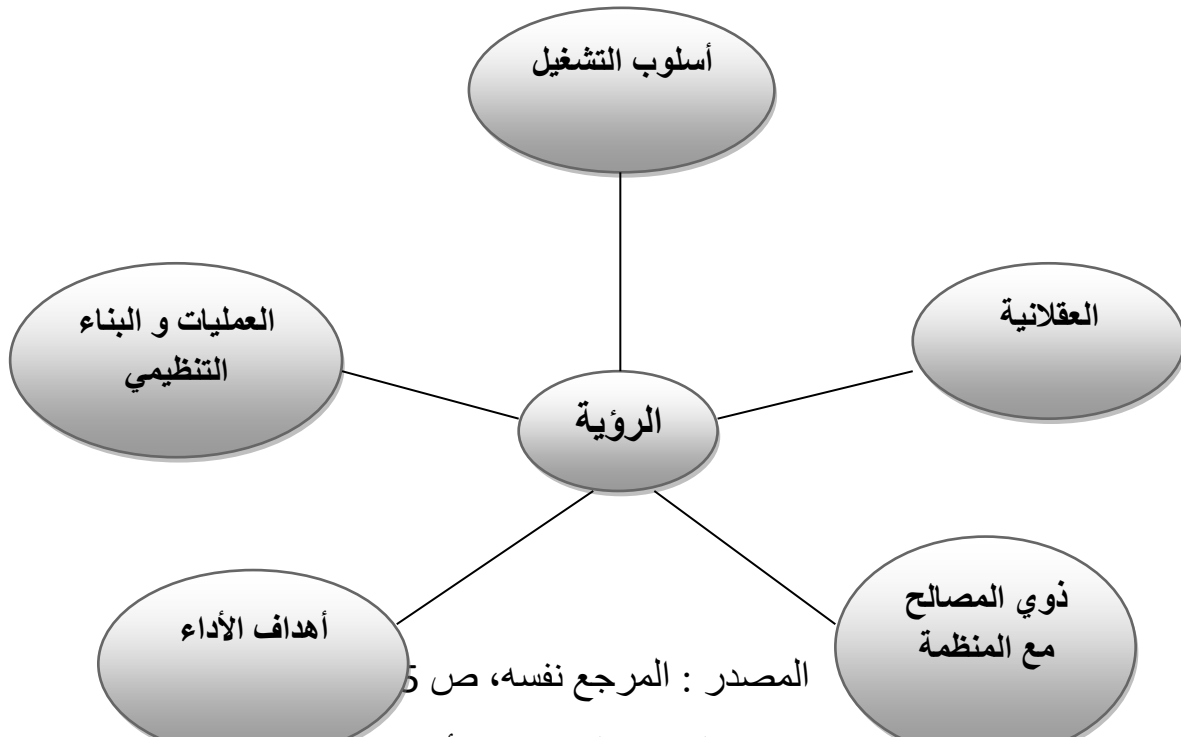 أسلوب التشغيل
العقلانية
العمليات و البناء
التنظيمي
الرؤية
ذوي المصالح
مع المنظمة
أهداف الأداء
المصدر : المرجع نفسه، ص